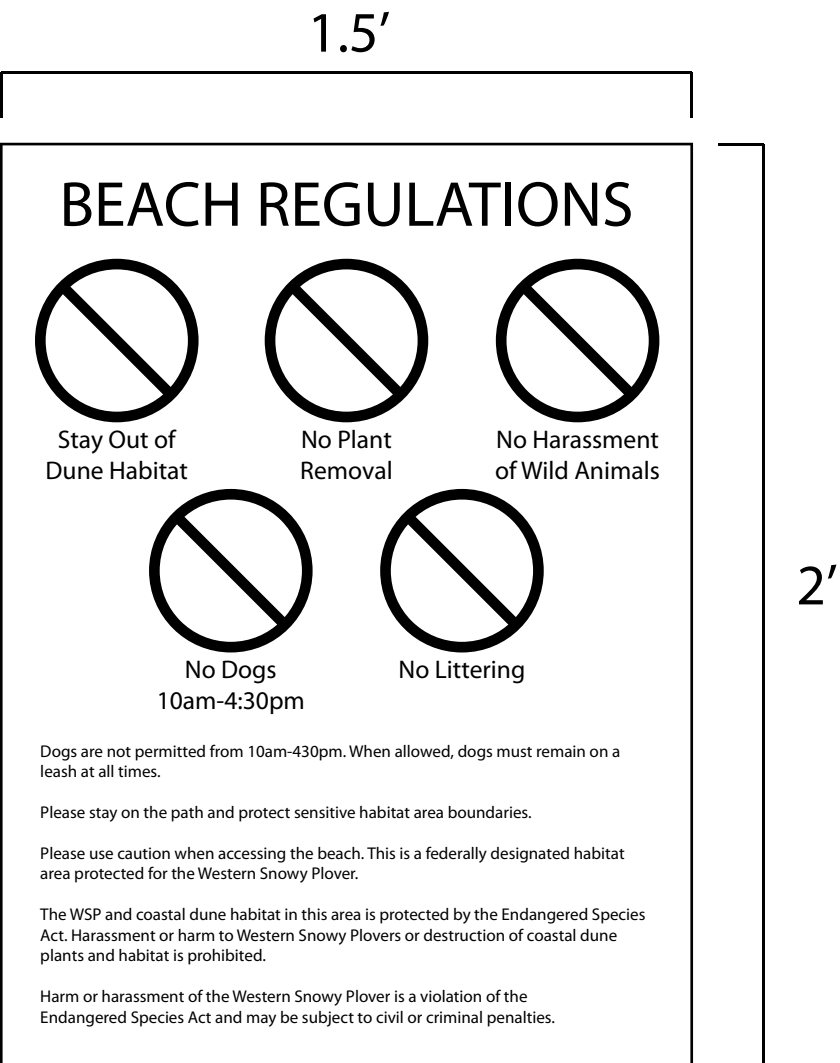 1.5′
BEACH REGULATIONS
Stay Out of
Dune Habitat
No Plant
Removal
No Harassment
of Wild Animals
No Dogs
10am-4:30pm
No Littering
2′
Dogs are not permitted from 10am-430pm. When allowed, dogs must remain on a
leash at all times.
Please stay on the path and protect sensitive habitat area boundaries.
Please use caution when accessing the beach. This is a federally designated habitat
area protected for the Western Snowy Plover.
The WSP and coastal dune habitat in this area is protected by the Endangered Species
Act. Harassment or harm to Western Snowy Plovers or destruction of coastal dune
plants and habitat is prohibited.
Harm or harassment of the Western Snowy Plover is a violation of the
Endangered Species Act and may be subject to civil or criminal penalties.